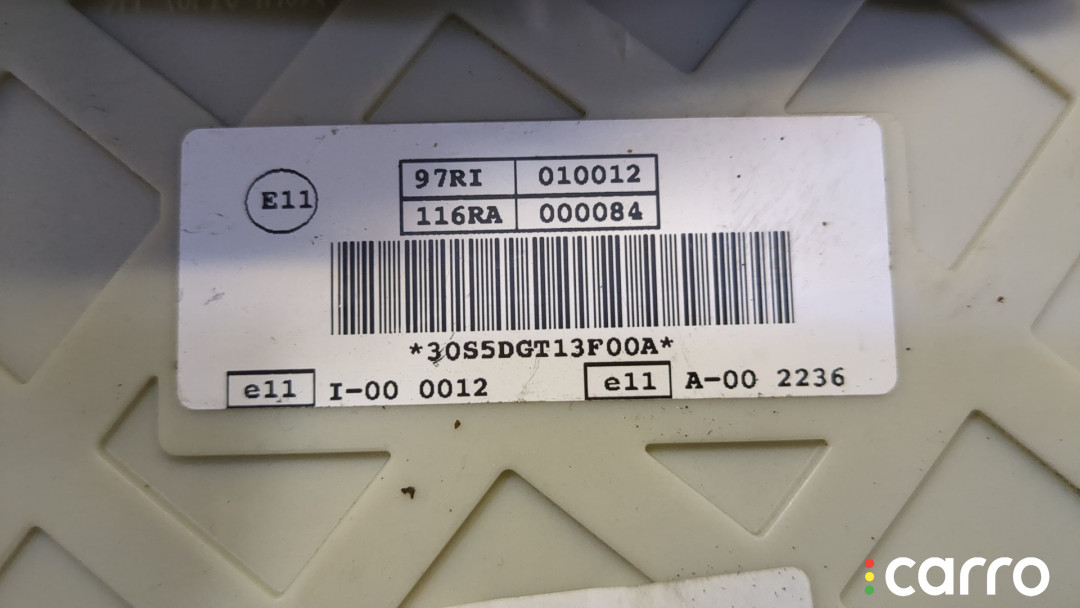 E11
97RI 010012
116RA 000084
*30S5DGT13F00A*
e11 I-00 0012 e11 A-00 2236
carro